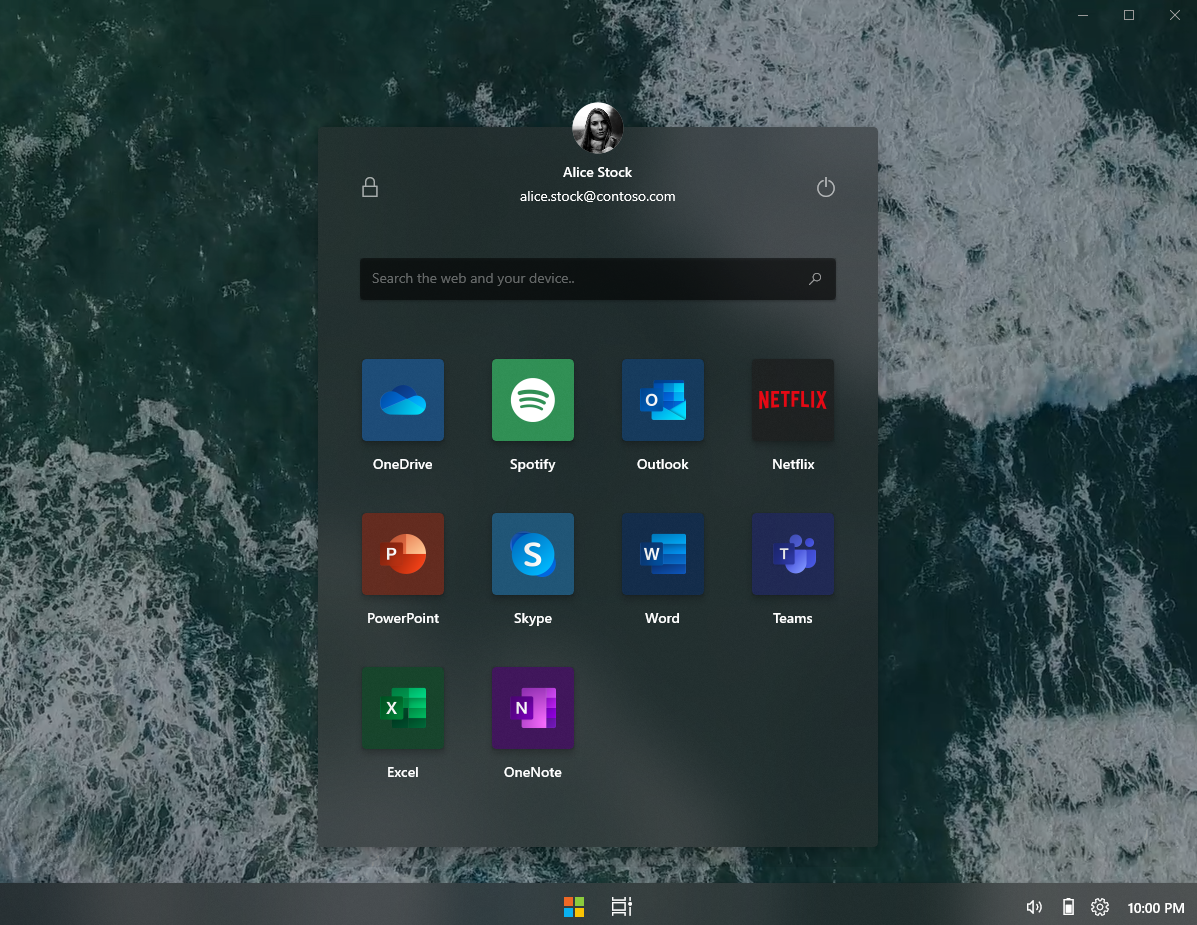 Alice Stock
alice.stock@contoso.com
Search the web and your device..
NETFLIX
OneDrive
Spotify
Outlook
Netflix
P
S
W
T
PowerPoint
Skype
Word
Teams
X
N
Excel
OneNote
10:00 PM